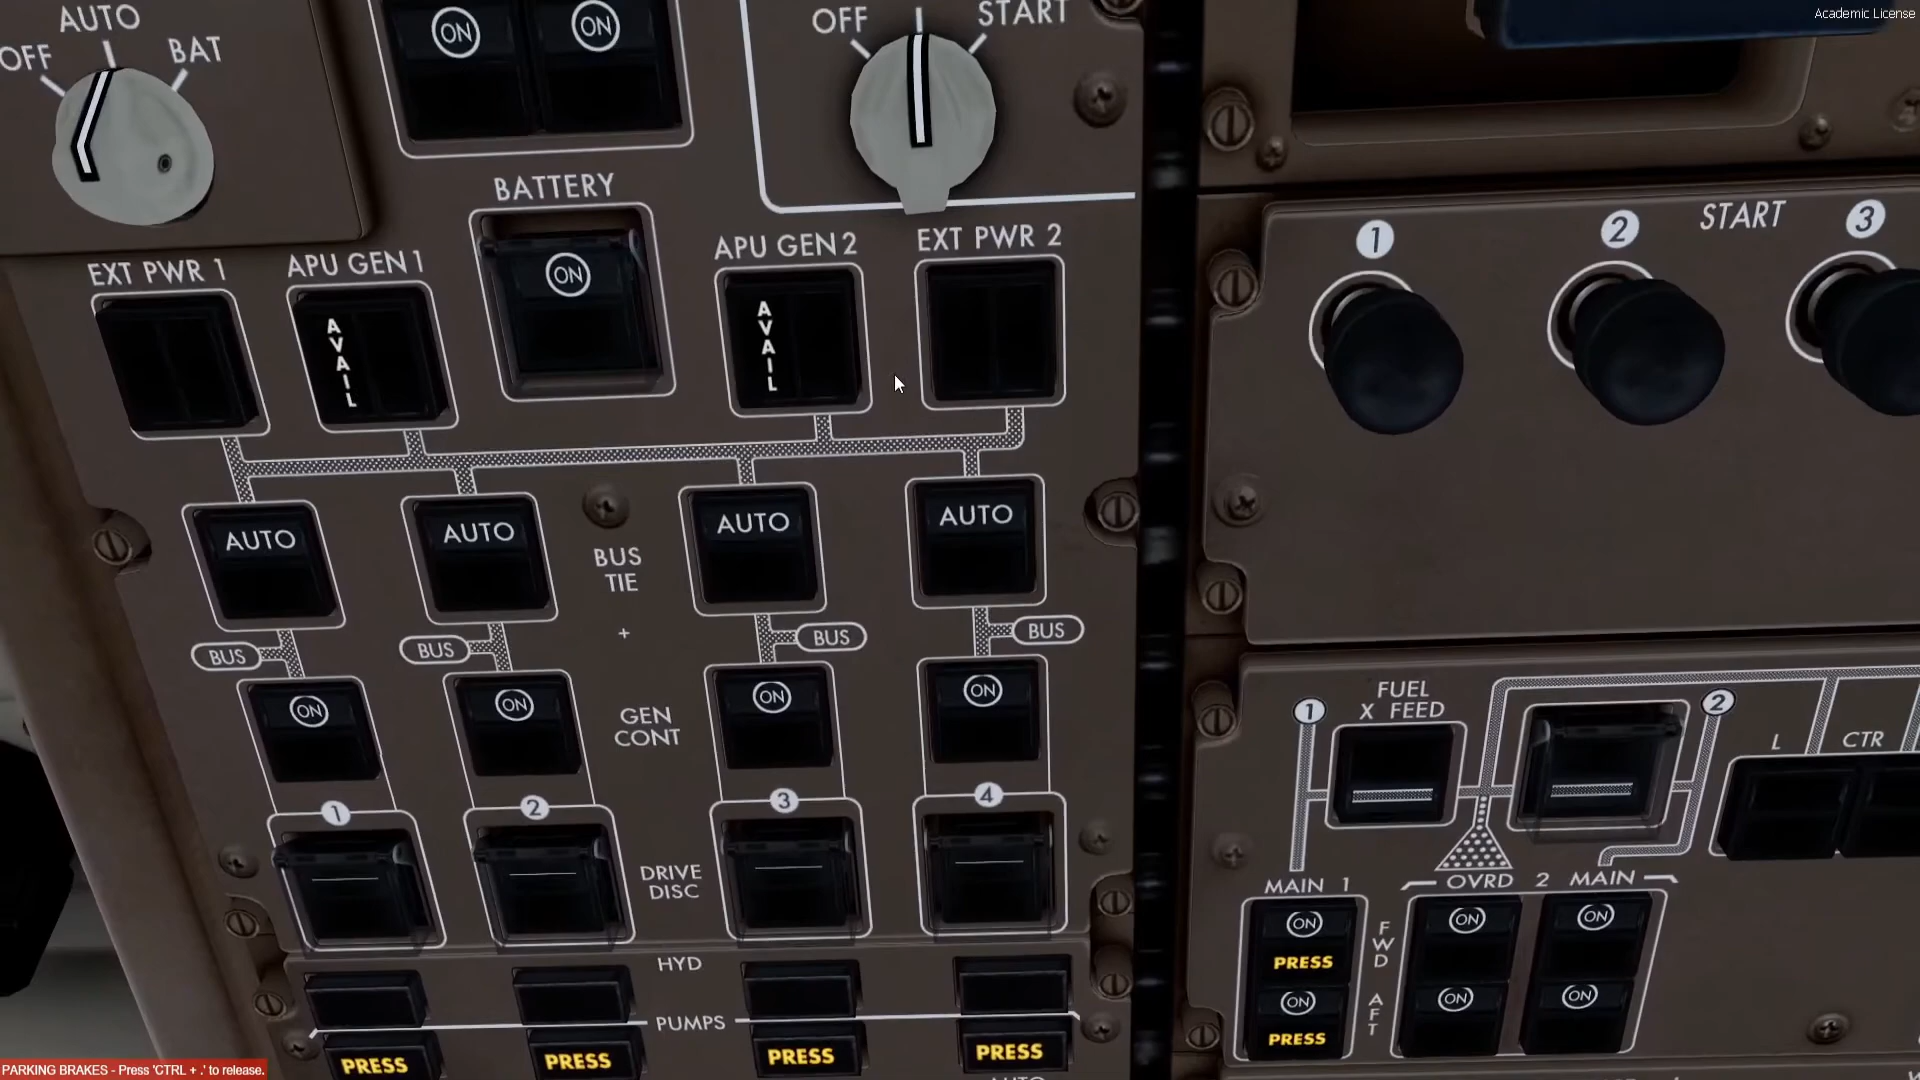 Academic License
AUTO
OFF
BAT
ON
ON
OFF
START
BATTERY
ON
EXT PWR 1
APU GEN 1
AVAIL
APU GEN 2
AVAIL
EXT PWR 2
AUTO
AUTO
AUTO
AUTO
BUS
TIE
+
BUS
BUS
BUS
BUS
ON
ON
ON
ON
GEN
CONT
1
2
3
4
DRIVE
DISC
HYD
PUMPS
PRESS
PRESS
PRESS
PRESS
START
1
2
3
FUEL
X FEED
1
2
L
CTR
MAIN 1
OVRD 2 MAIN
ON
PRESS
ON
PRESS
FWD
AFT
ON
ON
ON
ON
PARKING BRAKES - Press 'CTRL + .' to release.